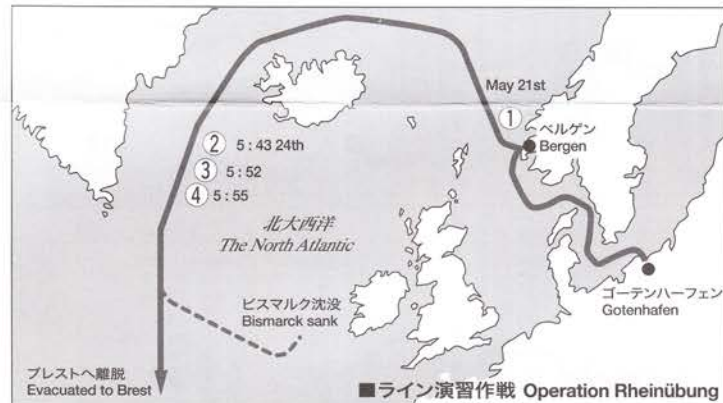 May 21st
①
ベルゲン
Bergen
② 5:43 24th
③ 5:52
④ 5:55
北大西洋
The North Atlantic
ゴーテンハーフェン
Gotenhafen
ビスマルク沈没
Bismarck sank
ブレストへ離脱
Evacuated to Brest
■ライン演習作戦 Operation Rheinübung